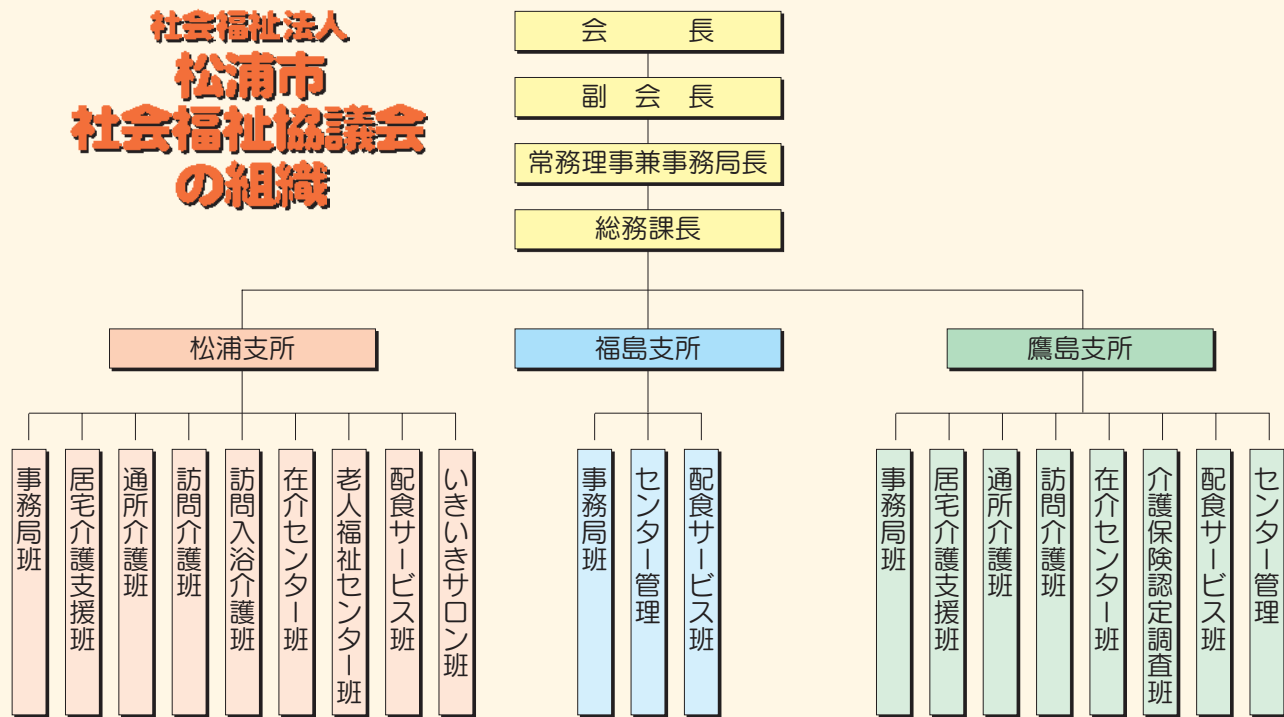 社会福祉法人
松浦市
社会福祉協議会
の組織
会　　長
副　会　長
常務理事兼事務局長
総務課長
松浦支所
福島支所
鷹島支所
事務局班
居宅介護支援班
通所介護班
訪問介護班
訪問入浴介護班
在介センター班
老人福祉センター班
配食サービス班
いきいきサロン班
事務局班
センター管理
配食サービス班
事務局班
居宅介護支援班
通所介護班
訪問介護班
在介センター班
介護保険認定調査班
配食サービス班
センター管理